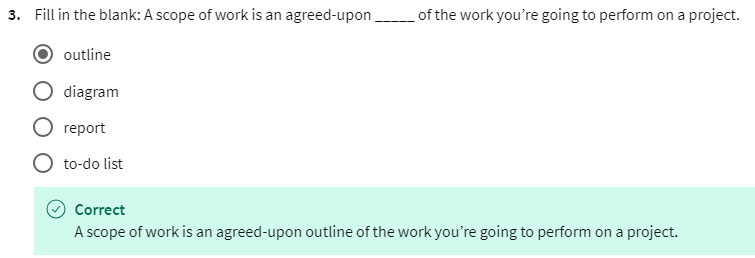 3. Fill in the blank: A scope of work is an agreed-upon _____ of the work you’re going to perform on a project.
outline
diagram
report
to-do list
Correct
A scope of work is an agreed-upon outline of the work you’re going to perform on a project.